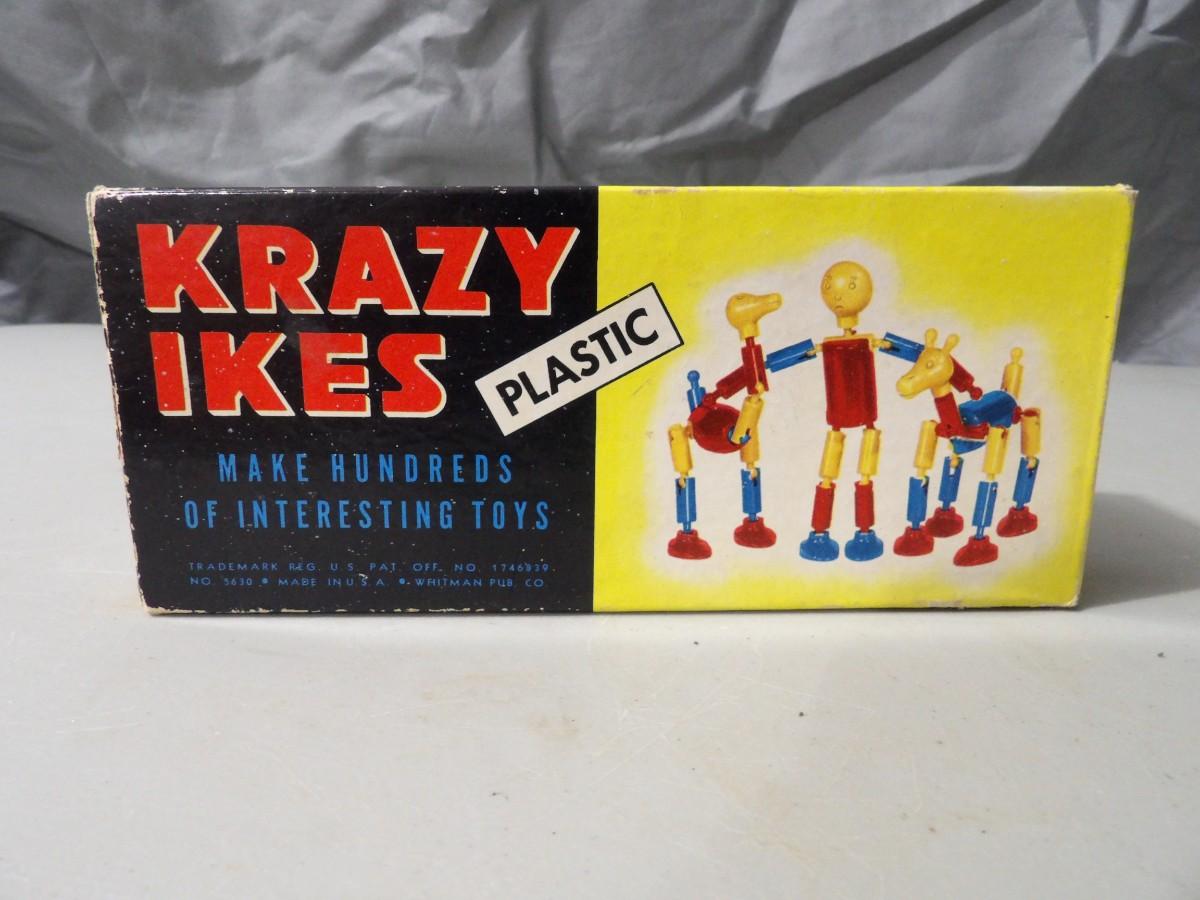 KRAZY
IKES
PLASTIC
MAKE HUNDREDS
OF INTERESTING TOYS
TRADEMARK REG. U.S. PAT. OFF. NO. 1746839
NO. 5630 • MADE IN U.S.A. • WHITMAN PUB. CO.